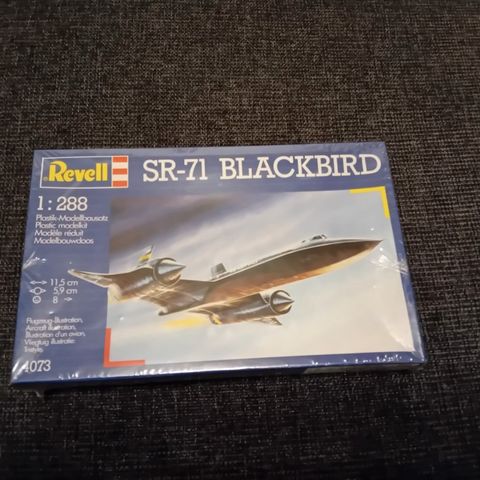 Revell
SR-71 BLACKBIRD
1:288
Plastik-Modellbausatz
Plastic modelkit
Modèle réduit
Modelbouwdoos
11,5 cm
5,9 cm
8
Flugzeug-Illustration,
Aircraft illustration,
Illustration d'un avion,
Vliegtuig illustratie
4073